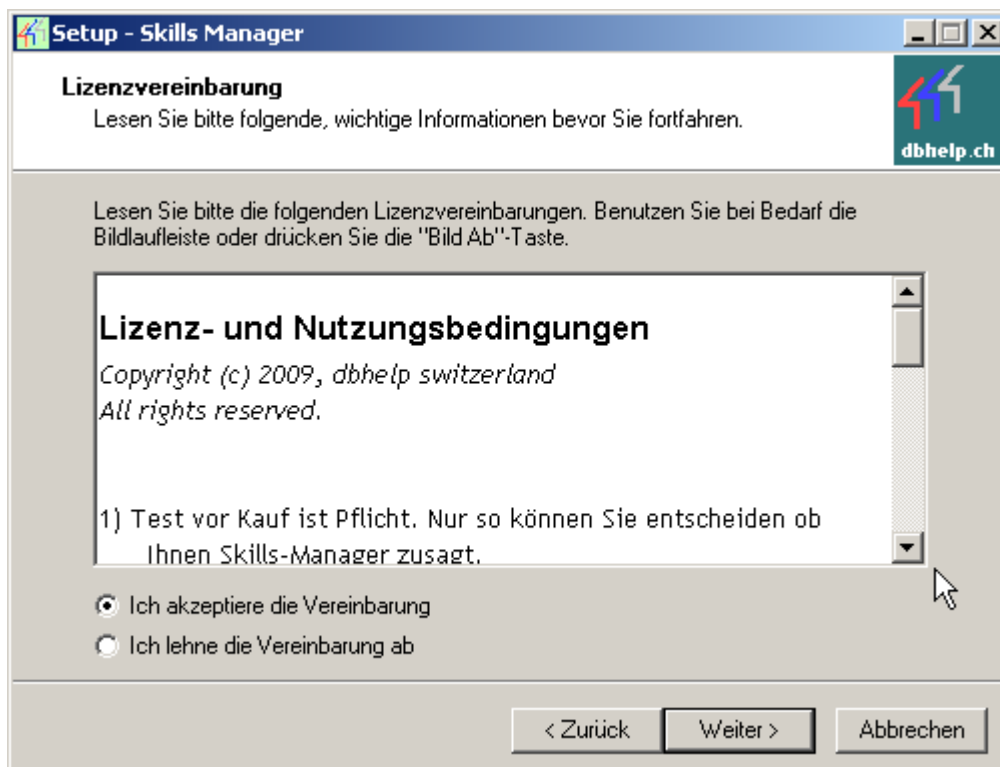 Setup - Skills Manager
Lizenzvereinbarung
Lesen Sie bitte folgende, wichtige Informationen bevor Sie fortfahren.
dbhelp.ch
Lesen Sie bitte die folgenden Lizenzvereinbarungen. Benutzen Sie bei Bedarf die
Bildlaufleiste oder drücken Sie die "Bild Ab"-Taste.
Lizenz- und Nutzungsbedingungen
Copyright (c) 2009, dbhelp switzerland
All rights reserved.
1) Test vor Kauf ist Pflicht. Nur so können Sie entscheiden ob
Ihnen Skills-Manager zusagt.
Ich akzeptiere die Vereinbarung
Ich lehne die Vereinbarung ab
< Zurück
Weiter >
Abbrechen